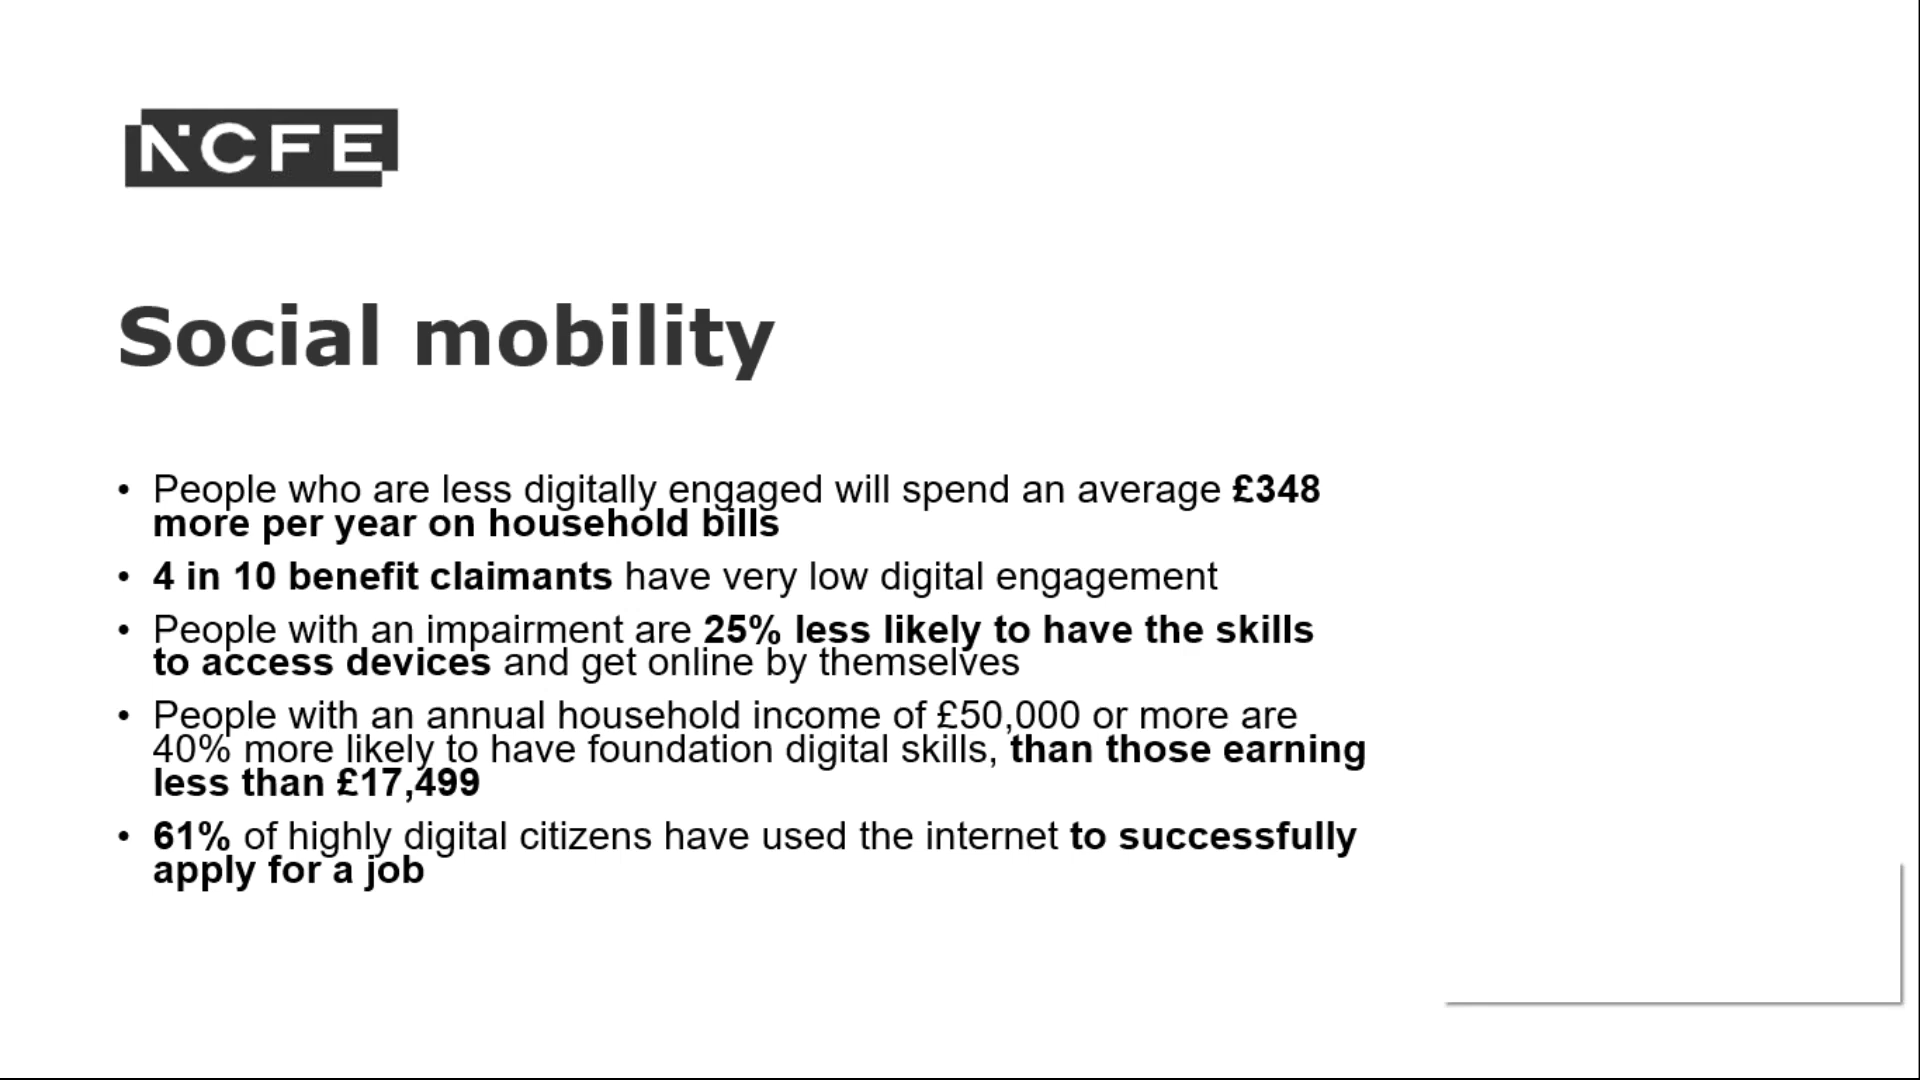 NCFE
Social mobility
• People who are less digitally engaged will spend an average £348
more per year on household bills
• 4 in 10 benefit claimants have very low digital engagement
• People with an impairment are 25% less likely to have the skills
to access devices and get online by themselves
• People with an annual household income of £50,000 or more are
40% more likely to have foundation digital skills, than those earning
less than £17,499
• 61% of highly digital citizens have used the internet to successfully
apply for a job